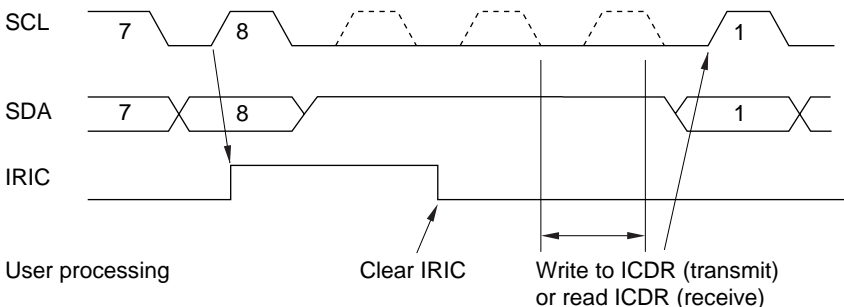 SCL 7 8 1
SDA 7 8 1
IRIC
User processing Clear IRIC Write to ICDR (transmit)
or read ICDR (receive)